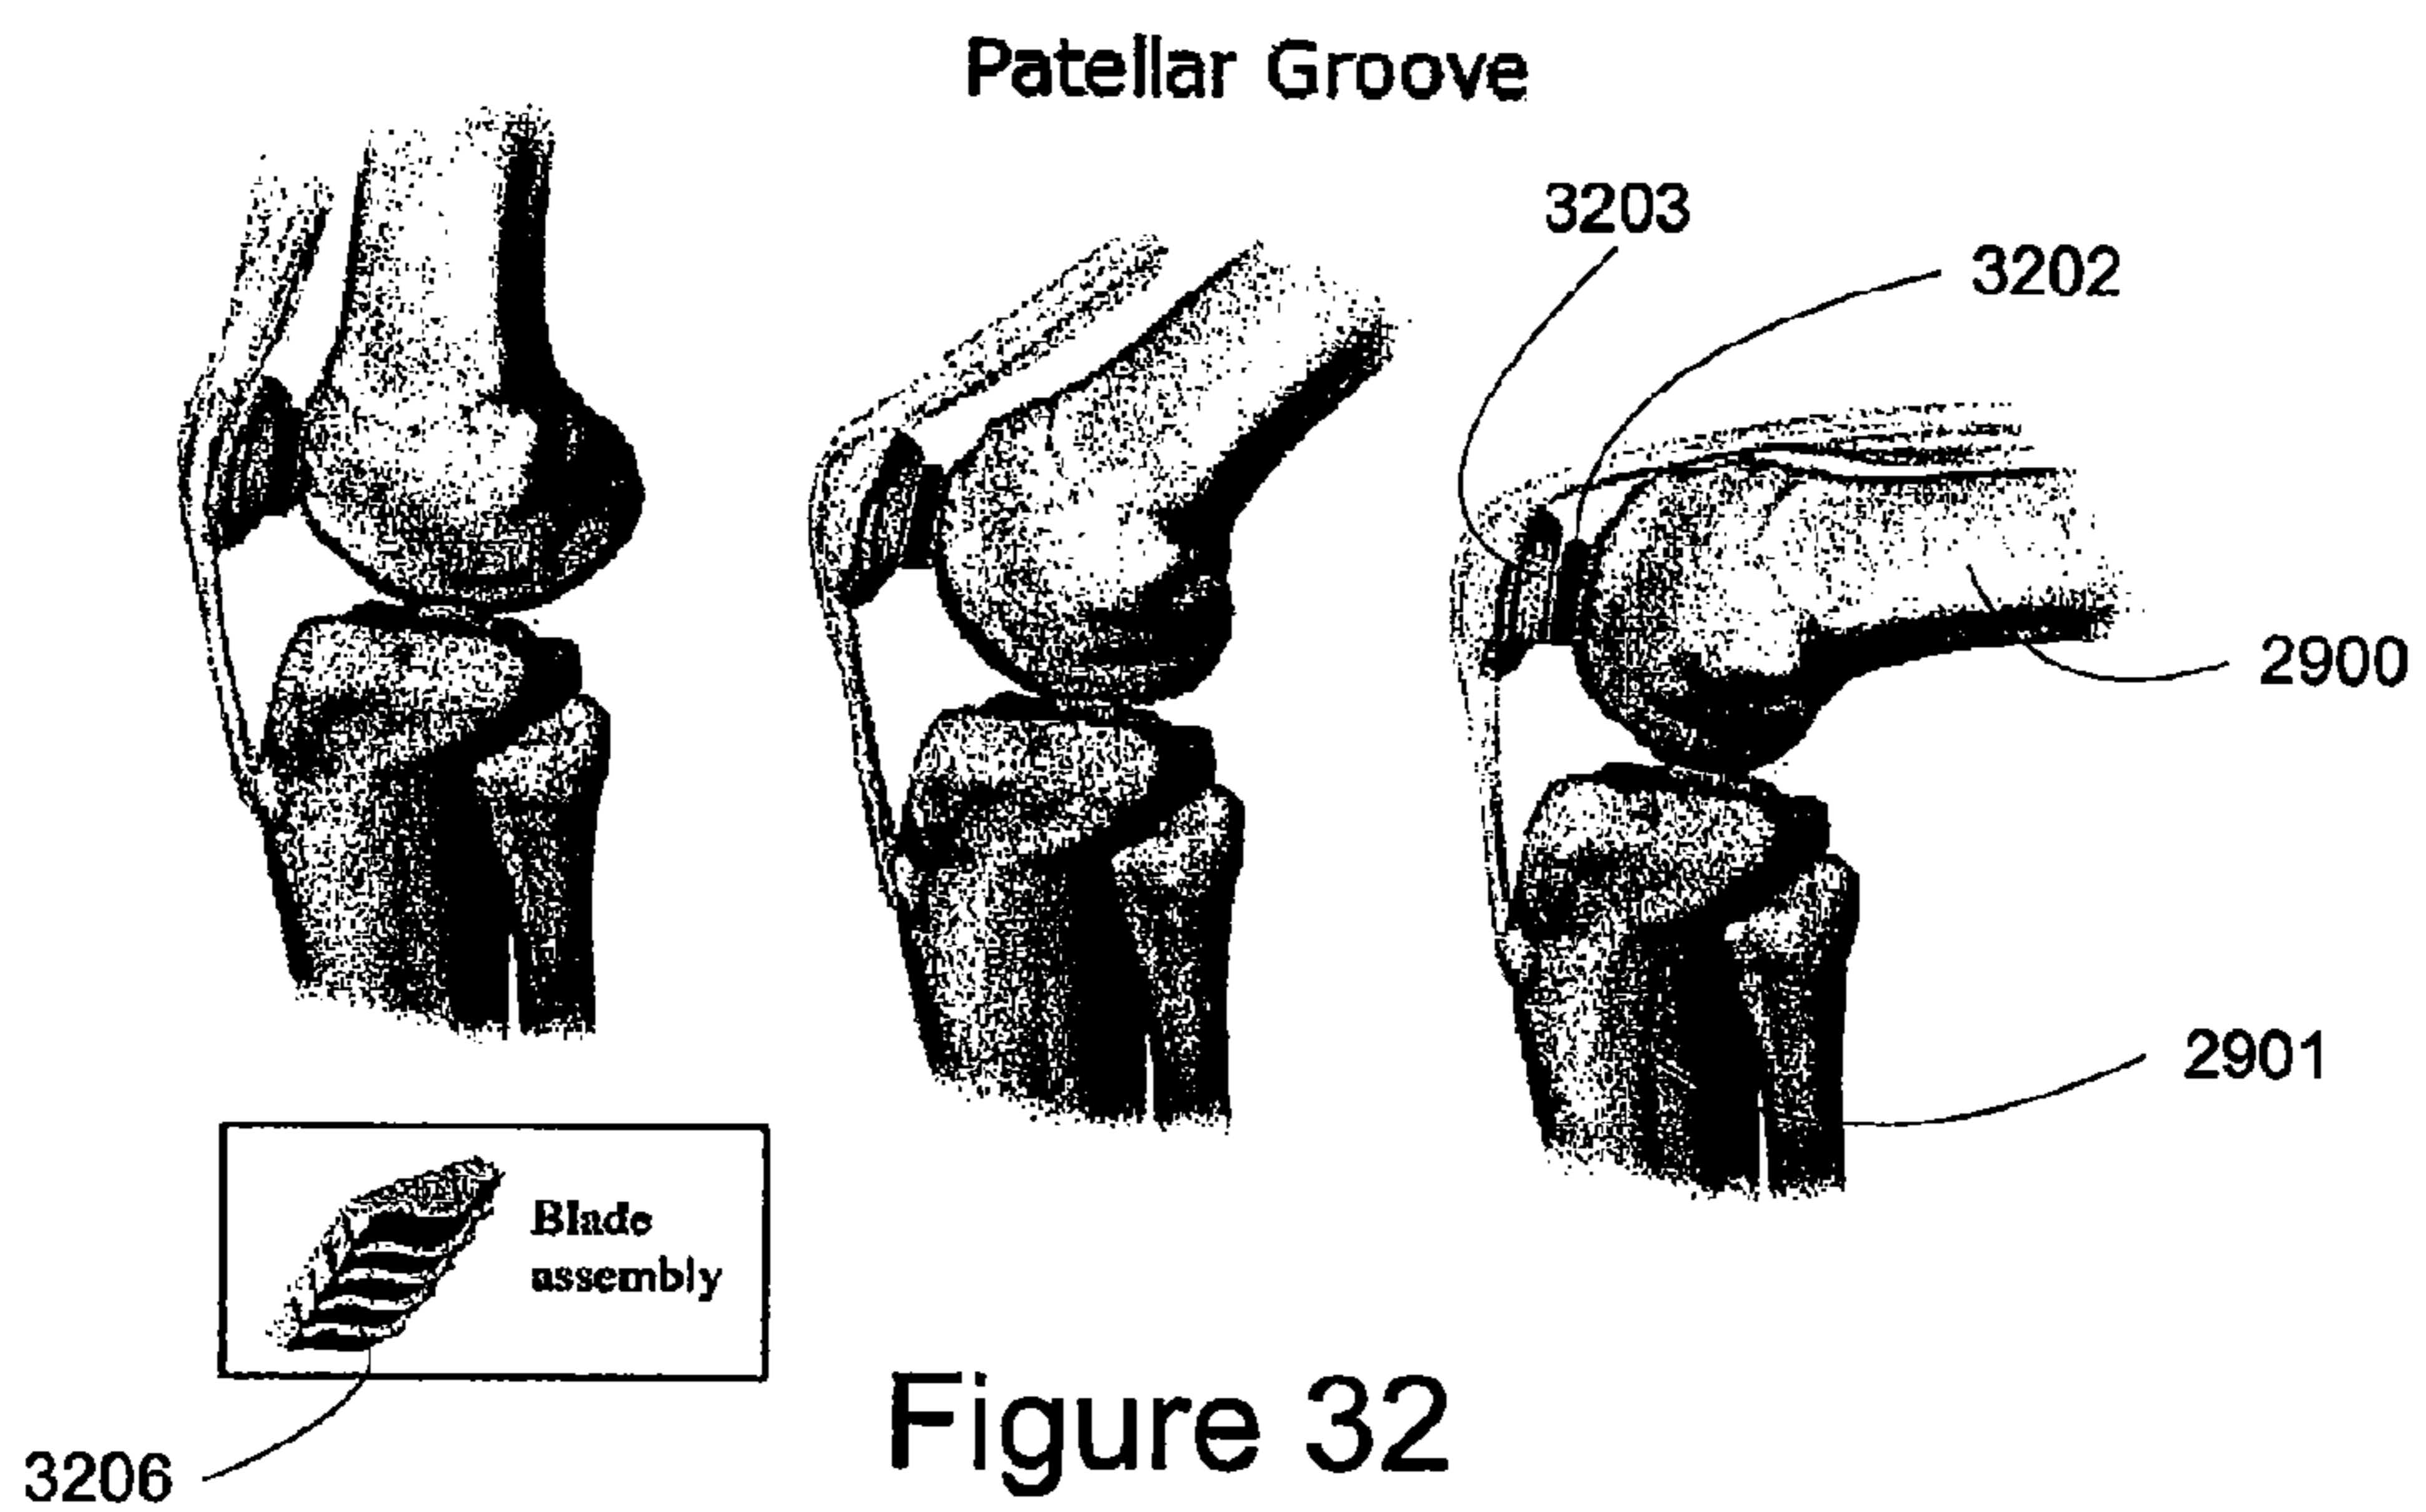 Patellar Groove
3203
3202
2900
2901
Blade
assembly
3206
Figure 32